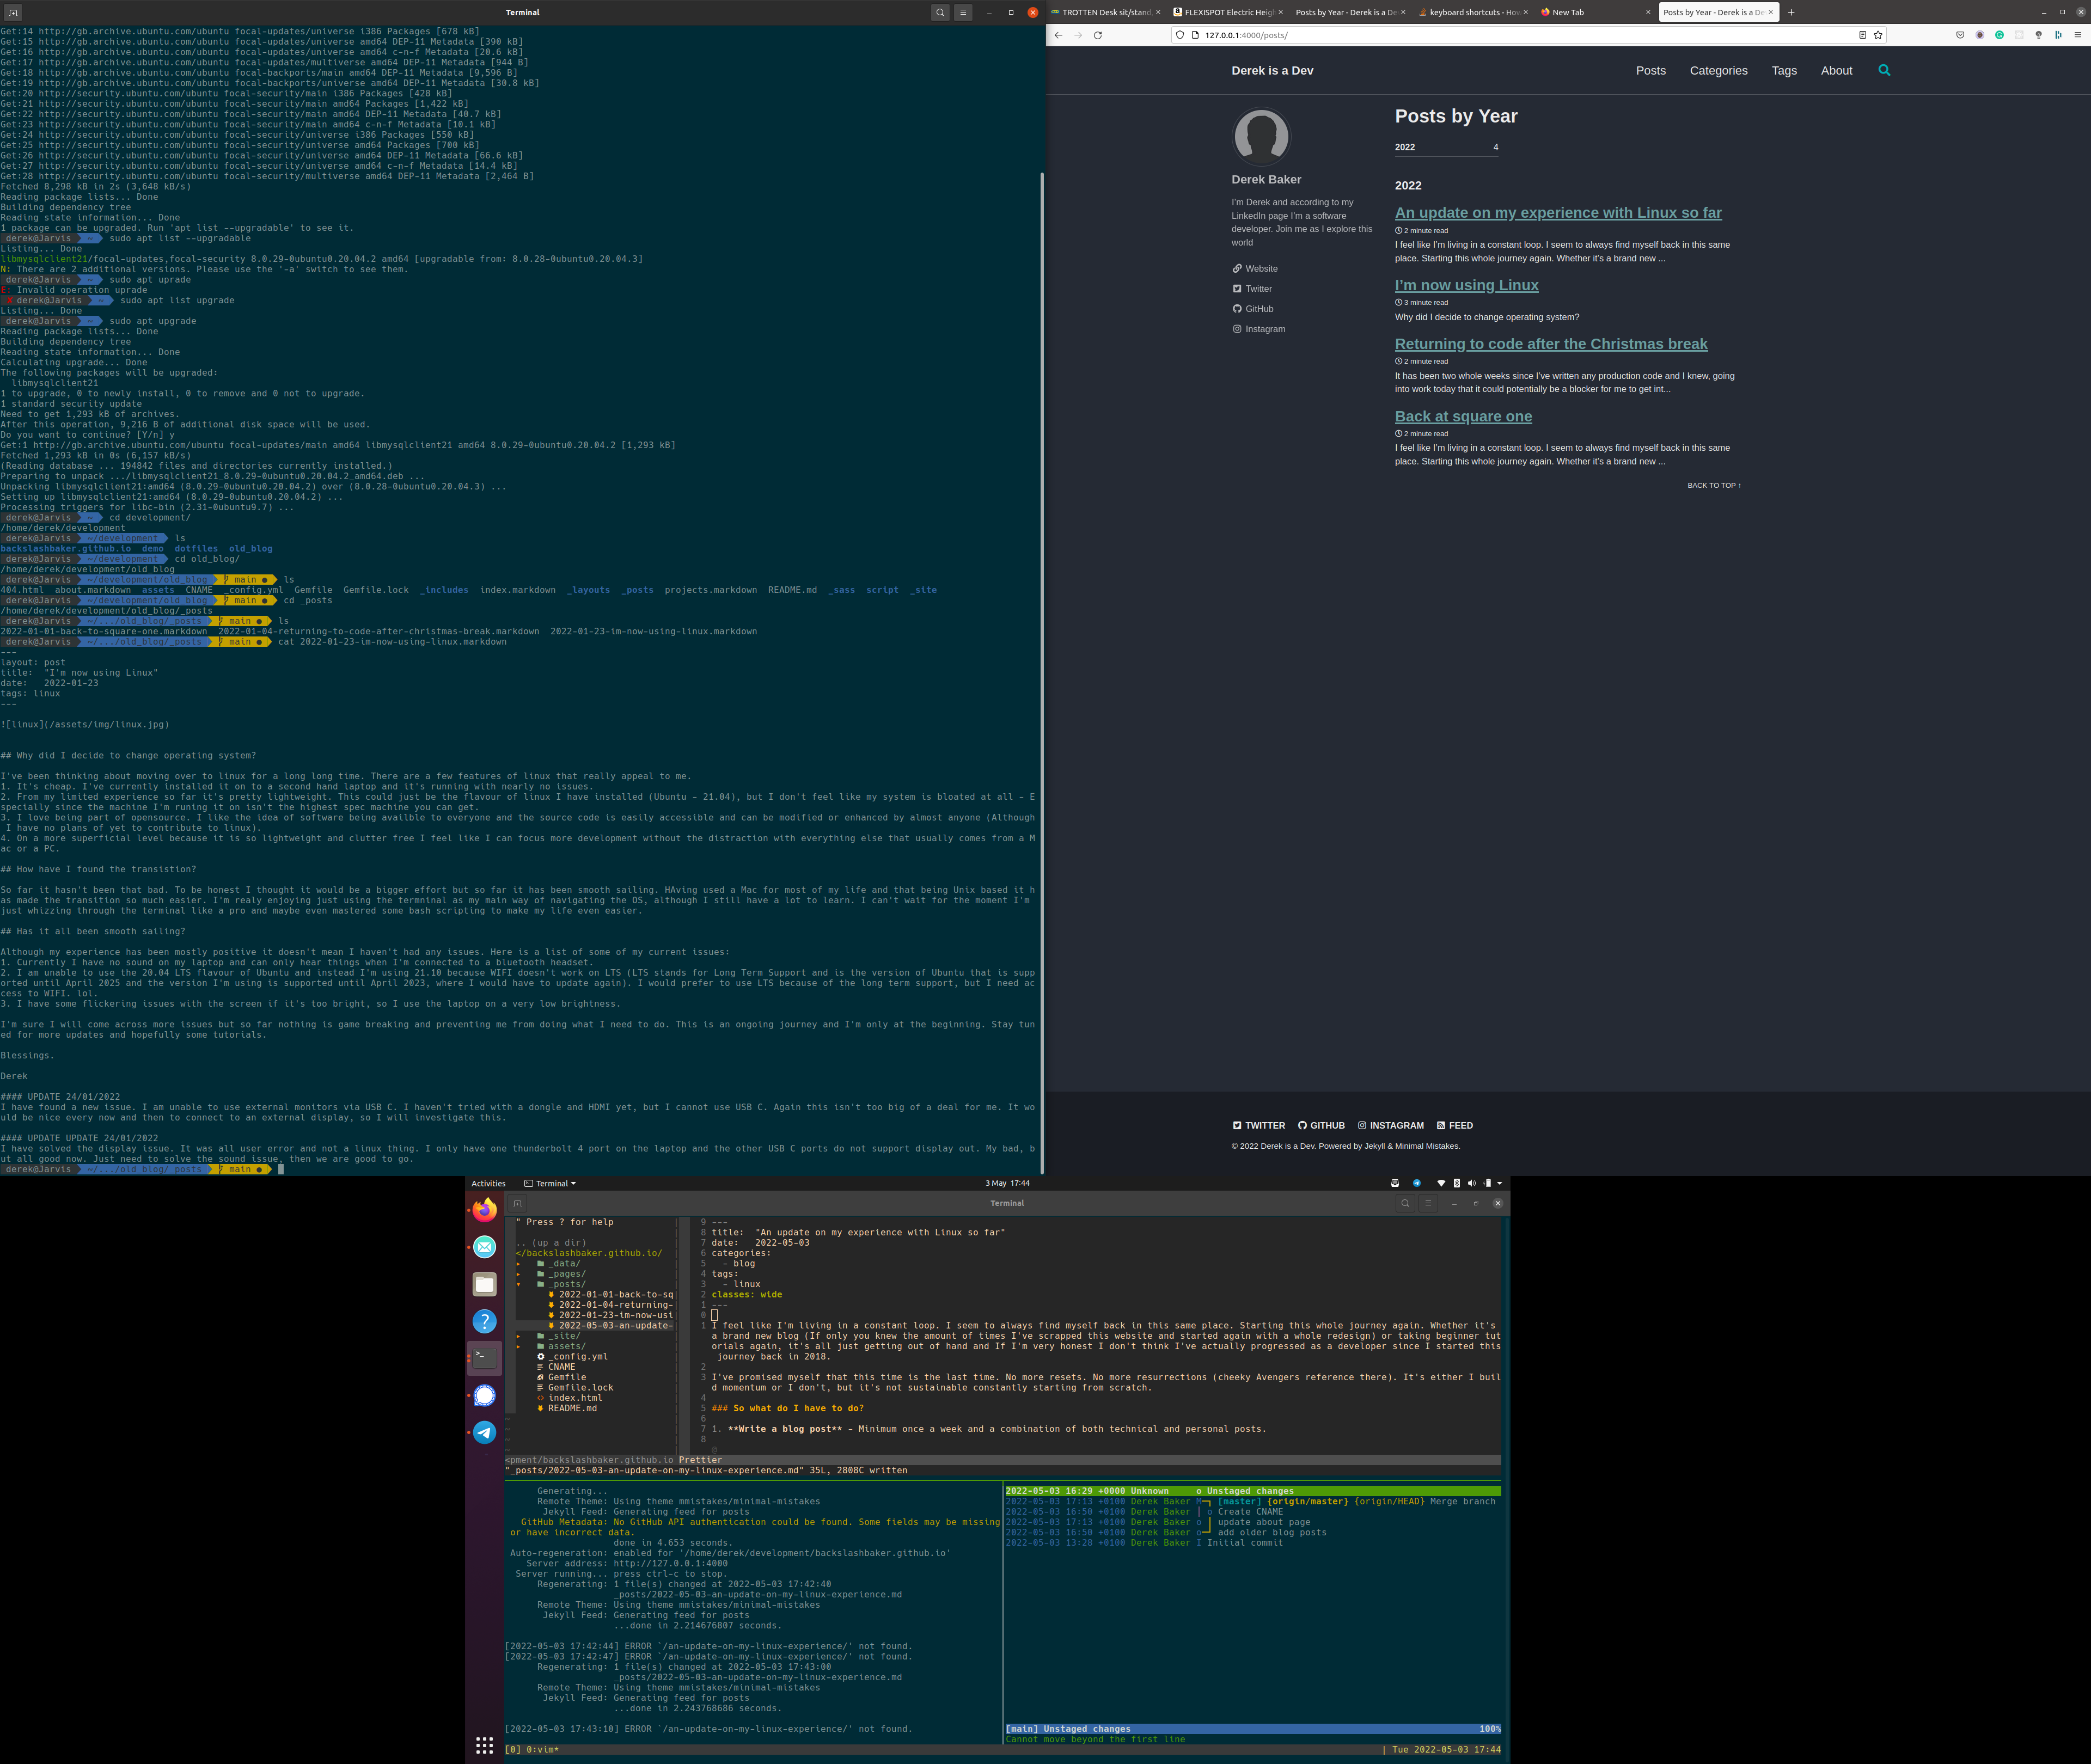 Terminal
Get:14 http://gb.archive.ubuntu.com/ubuntu focal-updates/universe i386 Packages [678 kB]
Get:15 http://gb.archive.ubuntu.com/ubuntu focal-updates/universe amd64 DEP-11 Metadata [390 kB]
Get:16 http://gb.archive.ubuntu.com/ubuntu focal-updates/universe amd64 c-n-f Metadata [20.6 kB]
Get:17 http://gb.archive.ubuntu.com/ubuntu focal-updates/multiverse amd64 DEP-11 Metadata [944 B]
Get:18 http://gb.archive.ubuntu.com/ubuntu focal-backports/main amd64 DEP-11 Metadata [9,596 B]
Get:19 http://gb.archive.ubuntu.com/ubuntu focal-backports/universe amd64 DEP-11 Metadata [30.8 kB]
Get:20 http://security.ubuntu.com/ubuntu focal-security/main i386 Packages [428 kB]
Get:21 http://security.ubuntu.com/ubuntu focal-security/main amd64 Packages [1,422 kB]
Get:22 http://security.ubuntu.com/ubuntu focal-security/main amd64 DEP-11 Metadata [40.7 kB]
Get:23 http://security.ubuntu.com/ubuntu focal-security/main amd64 c-n-f Metadata [10.1 kB]
Get:24 http://security.ubuntu.com/ubuntu focal-security/universe i386 Packages [550 kB]
Get:25 http://security.ubuntu.com/ubuntu focal-security/universe amd64 Packages [700 kB]
Get:26 http://security.ubuntu.com/ubuntu focal-security/universe amd64 DEP-11 Metadata [66.6 kB]
Get:27 http://security.ubuntu.com/ubuntu focal-security/universe amd64 c-n-f Metadata [14.4 kB]
Get:28 http://security.ubuntu.com/ubuntu focal-security/multiverse amd64 DEP-11 Metadata [2,464 B]
Fetched 8,298 kB in 2s (3,648 kB/s)
Reading package lists... Done
Building dependency tree
Reading state information... Done
1 package can be upgraded. Run 'apt list --upgradable' to see it.
derek@Jarvis ~ sudo apt list --upgradable
Listing... Done
libmysqlclient21/focal-updates,focal-security 8.0.29-0ubuntu0.20.04.2 amd64 [upgradable from: 8.0.28-0ubuntu0.20.04.3]
N: There are 2 additional versions. Please use the '-a' switch to see them.
derek@Jarvis ~ sudo apt uprade
E: Invalid operation uprade
derek@Jarvis ~ sudo apt list upgrade
Listing... Done
derek@Jarvis ~ sudo apt upgrade
Reading package lists... Done
Building dependency tree
Reading state information... Done
Calculating upgrade... Done
The following packages will be upgraded:
libmysqlclient21
1 to upgrade, 0 to newly install, 0 to remove and 0 not to upgrade.
1 standard security update
Need to get 1,293 kB of archives.
After this operation, 9,216 B of additional disk space will be used.
Do you want to continue? [Y/n] y
Get:1 http://gb.archive.ubuntu.com/ubuntu focal-updates/main amd64 libmysqlclient21 amd64 8.0.29-0ubuntu0.20.04.2 [1,293 kB]
Fetched 1,293 kB in 0s (6,157 kB/s)
(Reading database ... 194842 files and directories currently installed.)
Preparing to unpack .../libmysqlclient21_8.0.29-0ubuntu0.20.04.2_amd64.deb ...
Unpacking libmysqlclient21:amd64 (8.0.29-0ubuntu0.20.04.2) over (8.0.28-0ubuntu0.20.04.3) ...
Setting up libmysqlclient21:amd64 (8.0.29-0ubuntu0.20.04.2) ...
Processing triggers for libc-bin (2.31-0ubuntu9.7) ...
derek@Jarvis ~ cd development/
/home/derek/development
derek@Jarvis ~/development ls
backslashbaker.github.io demo dotfiles old_blog
derek@Jarvis ~/development cd old_blog/
/home/derek/development/old_blog
derek@Jarvis ~/development/old_blog main ● ls
404.html about.markdown assets CNAME _config.yml Gemfile Gemfile.lock _includes index.markdown _layouts _posts projects.markdown README.md _sass script _site
derek@Jarvis ~/development/old_blog main ● cd _posts
/home/derek/development/old_blog/_posts
derek@Jarvis ~/.../old_blog/_posts main ● ls
2022-01-01-back-to-square-one.markdown 2022-01-04-returning-to-code-after-christmas-break.markdown 2022-01-23-im-now-using-linux.markdown
derek@Jarvis ~/.../old_blog/_posts main ● cat 2022-01-23-im-now-using-linux.markdown
---
layout: post
title: "I'm now using Linux"
date: 2022-01-23
tags: linux
---
![linux](/assets/img/linux.jpg)
## Why did I decide to change operating system?
I've been thinking about moving over to linux for a long long time. There are a few features of linux that really appeal to me.
1. It's cheap. I've currently installed it on to a second hand laptop and it's running with nearly no issues.
2. From my limited experience so far it's pretty lightweight. This could just be the flavour of linux I have installed (Ubuntu - 21.04), but I don't feel like my system is bloated at all - E
specially since the machine I'm runing it on isn't the highest spec machine you can get.
3. I love being part of opensource. I like the idea of software being availble to everyone and the source code is easily accessible and can be modified or enhanced by almost anyone (Although
I have no plans of yet to contribute to linux).
4. On a more superficial level because it is so lightweight and clutter free I feel like I can focus more development without the distraction with everything else that usually comes from a M
ac or a PC.
## How have I found the transistion?
So far it hasn't been that bad. To be honest I thought it would be a bigger effort but so far it has been smooth sailing. HAving used a Mac for most of my life and that being Unix based it h
as made the transition so much easier. I'm realy enjoying just using the termninal as my main way of navigating the OS, although I still have a lot to learn. I can't wait for the moment I'm
just whizzing through the terminal like a pro and maybe even mastered some bash scripting to make my life even easier.
## Has it all been smooth sailing?
Although my experience has been mostly positive it doesn't mean I haven't had any issues. Here is a list of some of my current issues:
1. Currently I have no sound on my laptop and can only hear things when I'm connected to a bluetooth headset.
2. I am unable to use the 20.04 LTS flavour of Ubuntu and instead I'm using 21.10 because WIFI doesn't work on LTS (LTS stands for Long Term Support and is the version of Ubuntu that is supp
orted until April 2025 and the version I'm using is supported until April 2023, where I would have to update again). I would prefer to use LTS because of the long term support, but I need ac
cess to WIFI. lol.
3. I have some flickering issues with the screen if it's too bright, so I use the laptop on a very low brightness.
I'm sure I will come across more issues but so far nothing is game breaking and preventing me from doing what I need to do. This is an ongoing journey and I'm only at the beginning. Stay tun
ed for more updates and hopefully some tutorials.
Blessings.
Derek
#### UPDATE 24/01/2022
I have found a new issue. I am unable to use external monitors via USB C. I haven't tried with a dongle and HDMI yet, but I cannot use USB C. Again this isn't too big of a deal for me. It wo
uld be nice every now and then to connect to an external display, so I will investigate this.
#### UPDATE UPDATE 24/01/2022
I have solved the display issue. It was all user error and not a linux thing. I only have one thunderbolt 4 port on the laptop and the other USB C ports do not support display out. My bad, b
ut all good now. Just need to solve the sound issue, then we are good to go.
derek@Jarvis ~/.../old_blog/_posts main ●
TROTTEN Desk sit/stand, FLEXISPOT Electric Heigh Posts by Year - Derek is a De keyboard shortcuts - How New Tab Posts by Year - Derek is a De
127.0.0.1:4000/posts/
Derek is a Dev Posts Categories Tags About
Derek Baker
I'm Derek and according to my
LinkedIn page I'm a software
developer. Join me as I explore this
world
Website
Twitter
GitHub
Instagram
Posts by Year
2022 4
2022
An update on my experience with Linux so far
2 minute read
I feel like I'm living in a constant loop. I seem to always find myself back in this same
place. Starting this whole journey again. Whether it's a brand new ...
I'm now using Linux
3 minute read
Why did I decide to change operating system?
Returning to code after the Christmas break
2 minute read
It has been two whole weeks since I've written any production code and I knew, going
into work today that it could potentially be a blocker for me to get int...
Back at square one
2 minute read
I feel like I'm living in a constant loop. I seem to always find myself back in this same
place. Starting this whole journey again. Whether it's a brand new ...
BACK TO TOP ↑
TWITTER GITHUB INSTAGRAM FEED
© 2022 Derek is a Dev. Powered by Jekyll & Minimal Mistakes.
Activities Terminal 3 May 17:44
Terminal
" Press ? for help
.. (up a dir)
</backslashbaker.github.io/
_data/
_pages/
_posts/
2022-01-01-back-to-sq
2022-01-04-returning-
2022-01-23-im-now-usi
2022-05-03-an-update-
_site/
assets/
_config.yml
CNAME
Gemfile
Gemfile.lock
index.html
README.md
9 ---
8 title: "An update on my experience with Linux so far"
7 date: 2022-05-03
6 categories:
5 - blog
4 tags:
3 - linux
2 classes: wide
1 ---
0
1 I feel like I'm living in a constant loop. I seem to always find myself back in this same place. Starting this whole journey again. Whether it's
a brand new blog (If only you knew the amount of times I've scrapped this website and started again with a whole redesign) or taking beginner tut
orials again, it's all just getting out of hand and If I'm very honest I don't think I've actually progressed as a developer since I started this
journey back in 2018.
2
3 I've promised myself that this time is the last time. No more resets. No more resurrections (cheeky Avengers reference there). It's either I buil
d momentum or I don't, but it's not sustainable constantly starting from scratch.
4
5 ### So what do I have to do?
6
7 1. **Write a blog post** - Minimum once a week and a combination of both technical and personal posts.
8
@
<pment/backslashbaker.github.io Prettier
"_posts/2022-05-03-an-update-on-my-linux-experience.md" 35L, 2808C written
Generating...
Remote Theme: Using theme mmistakes/minimal-mistakes
Jekyll Feed: Generating feed for posts
GitHub Metadata: No GitHub API authentication could be found. Some fields may be missing
or have incorrect data.
done in 4.653 seconds.
Auto-regeneration: enabled for '/home/derek/development/backslashbaker.github.io'
Server address: http://127.0.0.1:4000
Server running... press ctrl-c to stop.
Regenerating: 1 file(s) changed at 2022-05-03 17:42:40
_posts/2022-05-03-an-update-on-my-linux-experience.md
Remote Theme: Using theme mmistakes/minimal-mistakes
Jekyll Feed: Generating feed for posts
...done in 2.214676807 seconds.
[2022-05-03 17:42:44] ERROR `/an-update-on-my-linux-experience/' not found.
[2022-05-03 17:42:47] ERROR `/an-update-on-my-linux-experience/' not found.
Regenerating: 1 file(s) changed at 2022-05-03 17:43:00
_posts/2022-05-03-an-update-on-my-linux-experience.md
Remote Theme: Using theme mmistakes/minimal-mistakes
Jekyll Feed: Generating feed for posts
...done in 2.243768686 seconds.
[2022-05-03 17:43:10] ERROR `/an-update-on-my-linux-experience/' not found.
2022-05-03 16:29 +0000 Unknown o Unstaged changes
2022-05-03 17:13 +0100 Derek Baker M─┐ [master] {origin/master} {origin/HEAD} Merge branch
2022-05-03 16:50 +0100 Derek Baker │ o Create CNAME
2022-05-03 17:13 +0100 Derek Baker o │ update about page
2022-05-03 16:50 +0100 Derek Baker o─┘ add older blog posts
2022-05-03 13:28 +0100 Derek Baker I Initial commit
[main] Unstaged changes 100%
Cannot move beyond the first line
[0] 0:vim* | Tue 2022-05-03 17:44